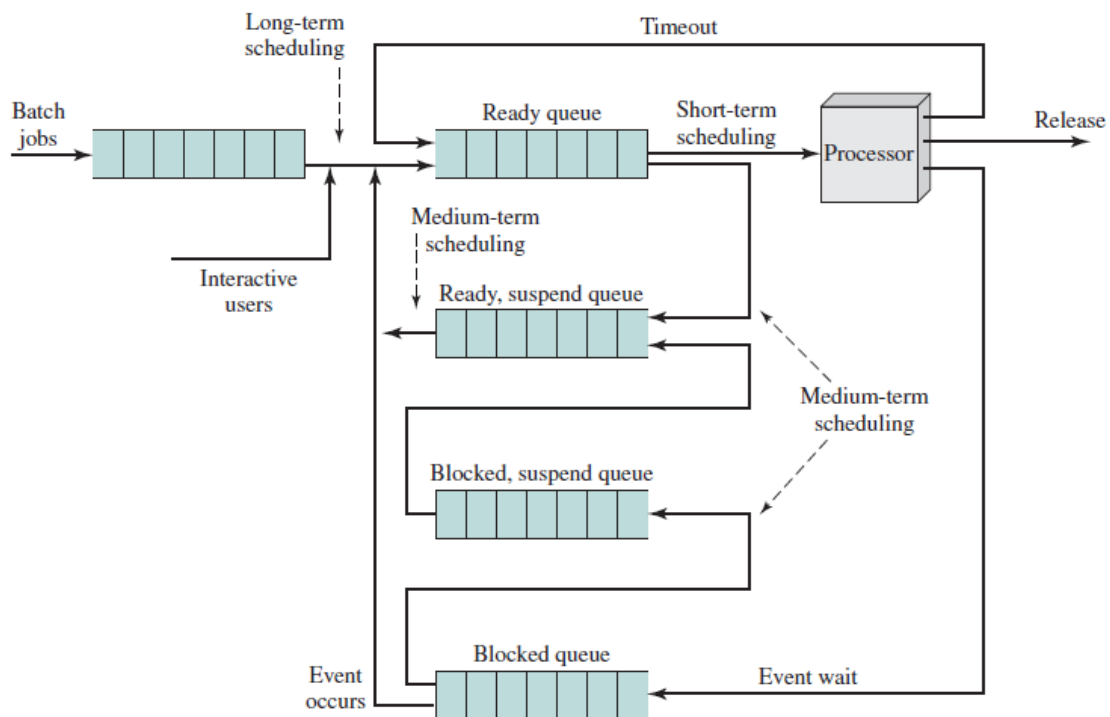 Long-term
scheduling
Timeout
Batch
jobs
Ready queue
Short-term
scheduling
Release
Processor
Medium-term
scheduling
Interactive
users
Ready, suspend queue
Medium-term
scheduling
Blocked, suspend queue
Blocked queue
Event
occurs
Event wait